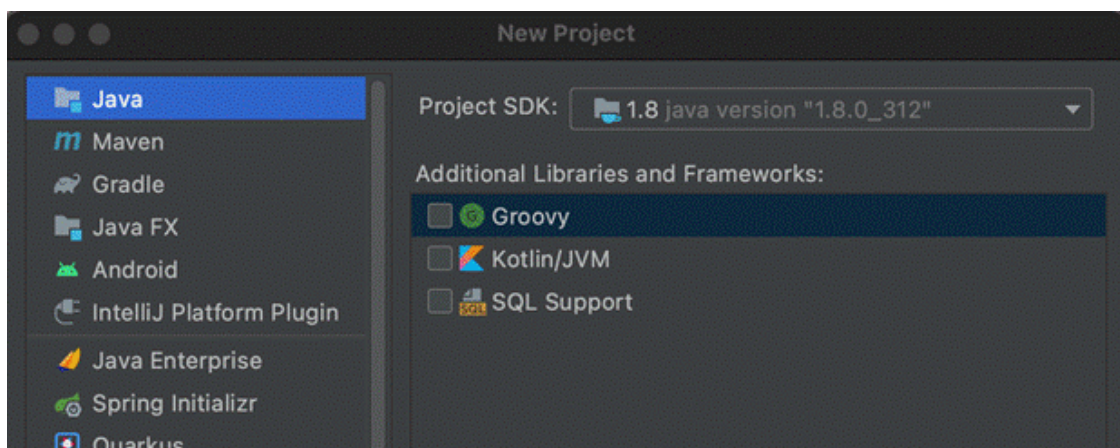 New Project
Java
Maven
Gradle
Java FX
Android
IntelliJ Platform Plugin
Java Enterprise
Spring Initializr
Quarkus
Project SDK: 1.8 java version "1.8.0_312"
Additional Libraries and Frameworks:
Groovy
Kotlin/JVM
SQL Support